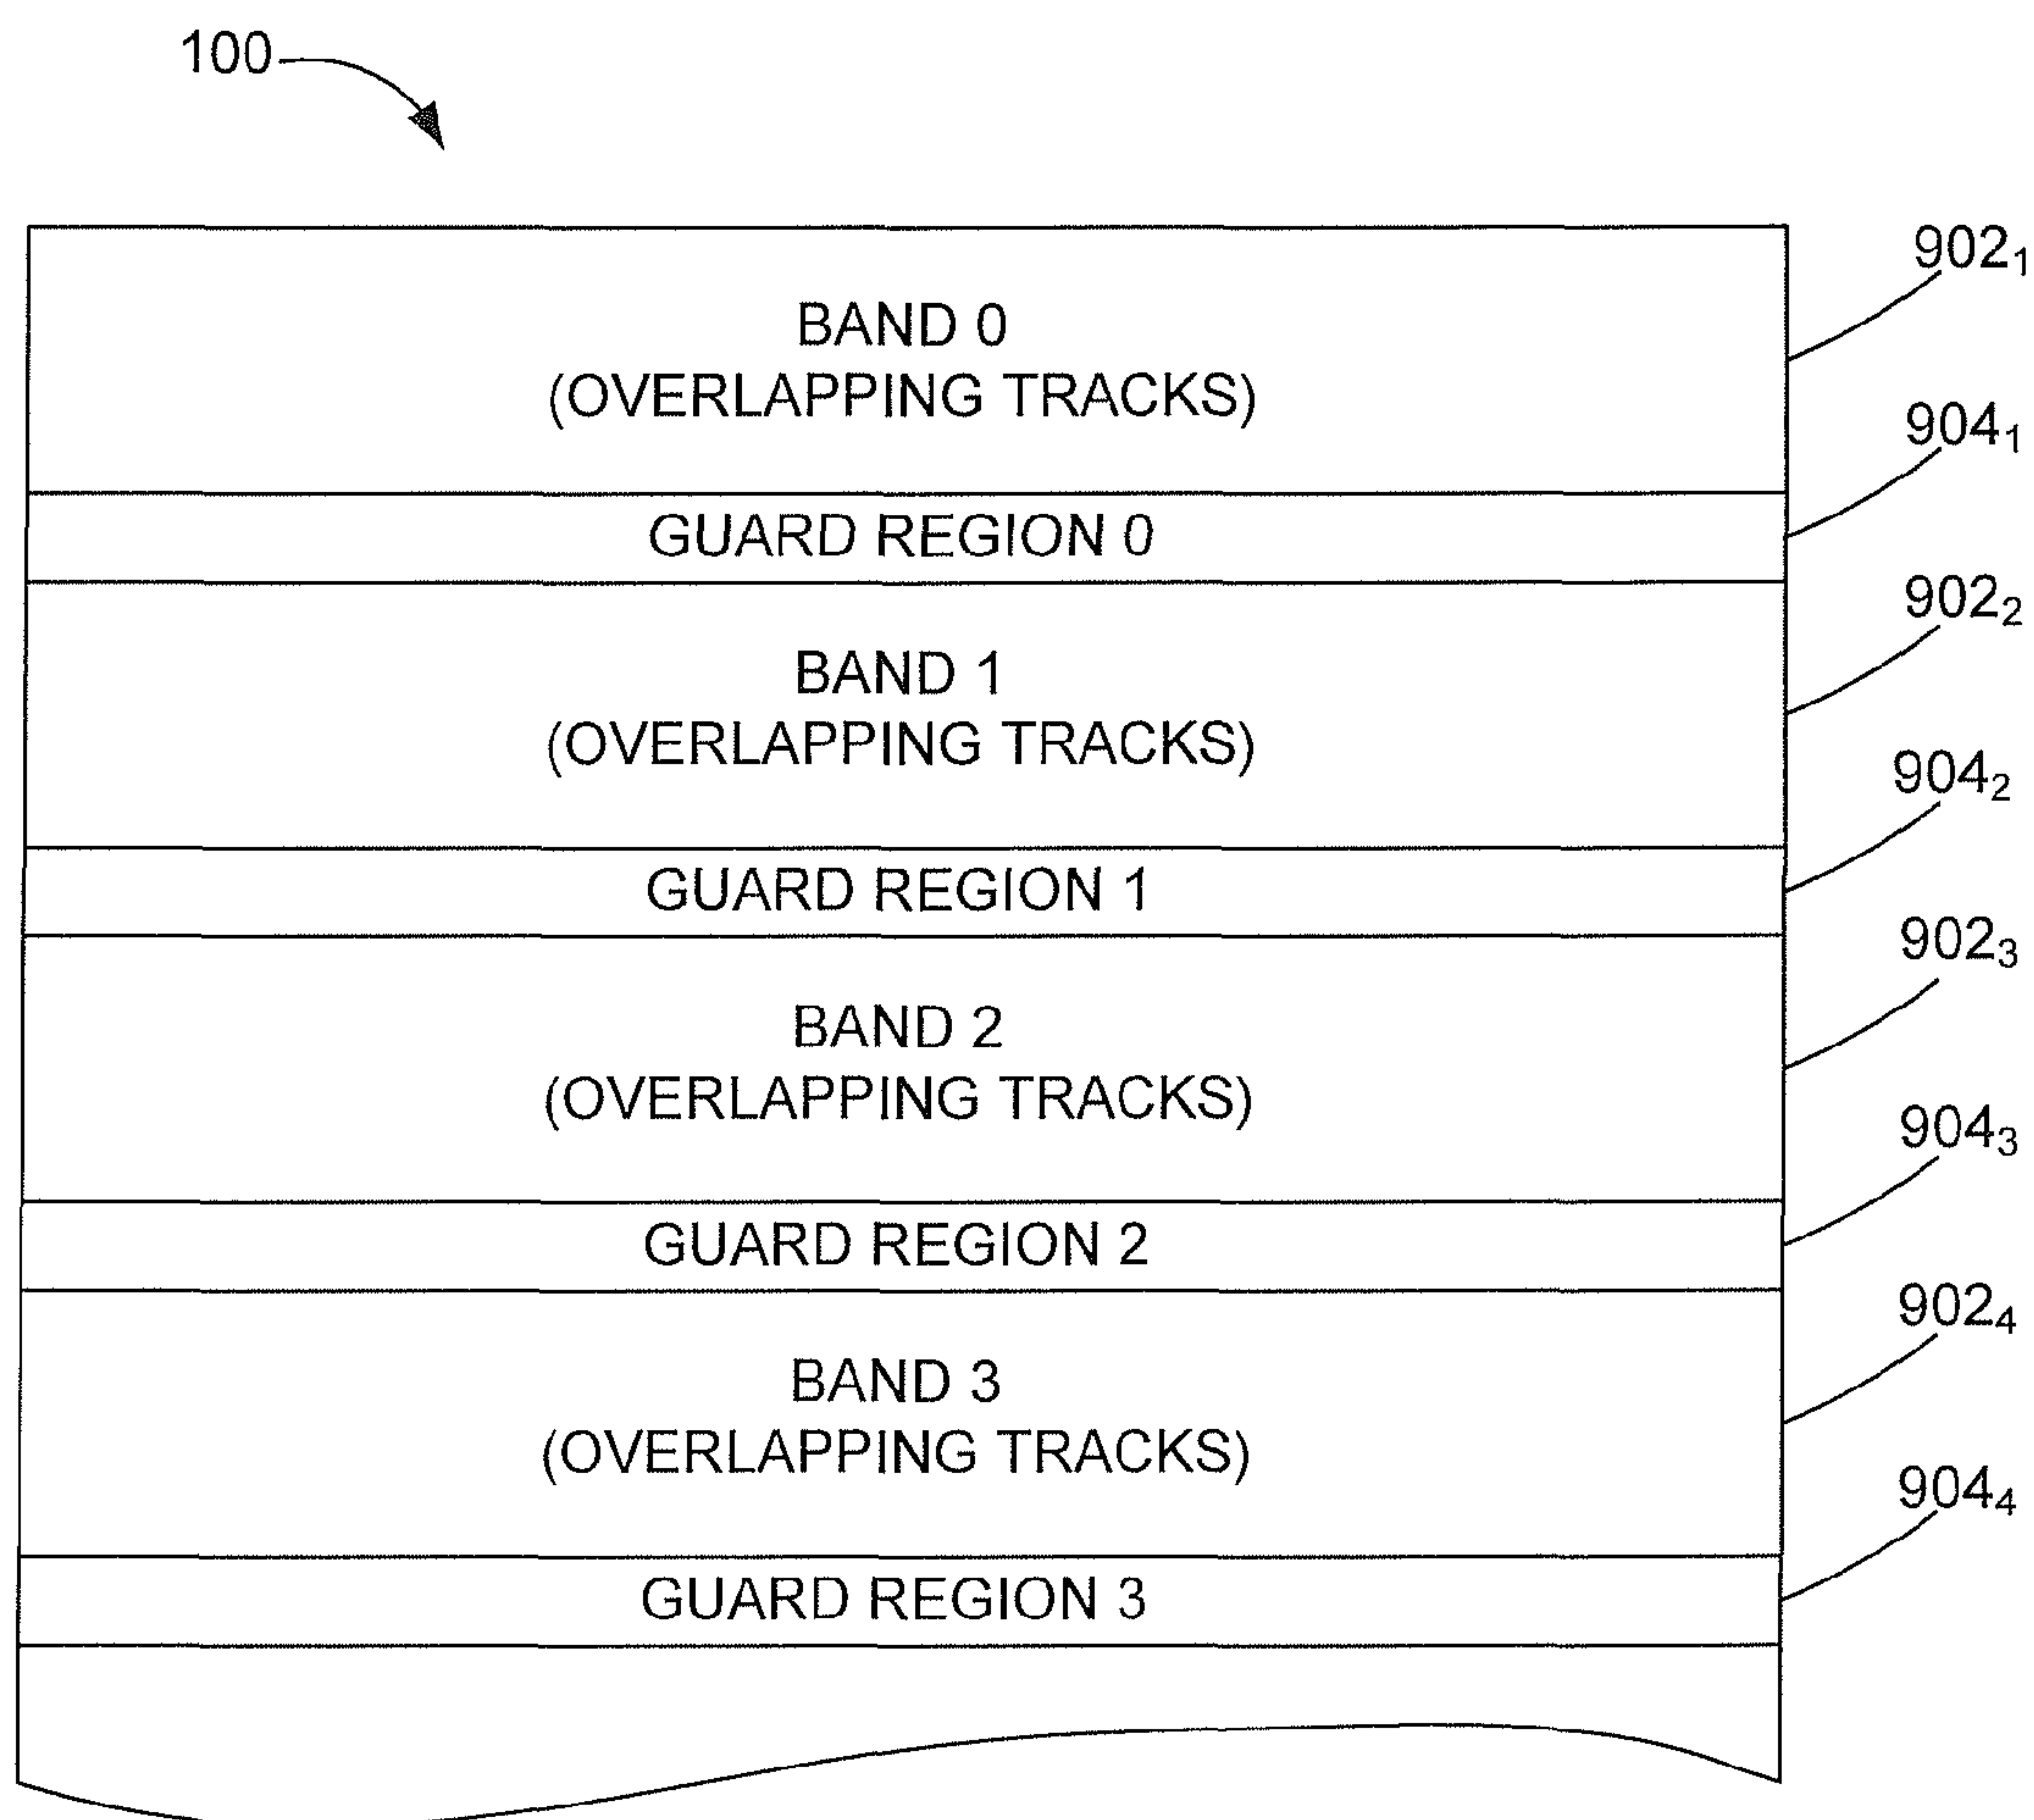 100
902₁
BAND 0
(OVERLAPPING TRACKS)
904₁
GUARD REGION 0
902₂
BAND 1
(OVERLAPPING TRACKS)
904₂
GUARD REGION 1
902₃
BAND 2
(OVERLAPPING TRACKS)
904₃
GUARD REGION 2
902₄
BAND 3
(OVERLAPPING TRACKS)
904₄
GUARD REGION 3